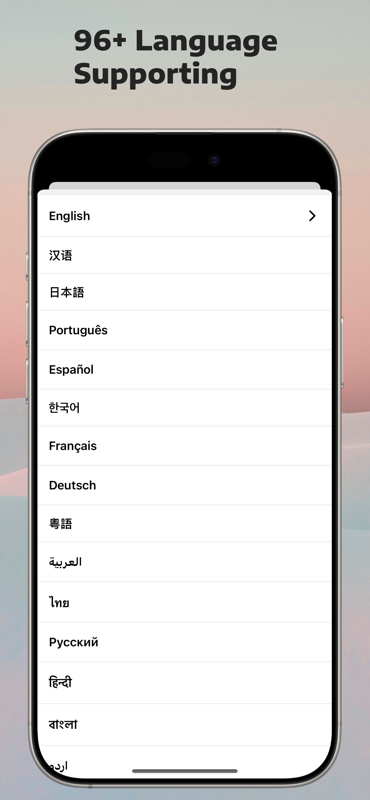 96+ Language
Supporting
English
汉语
日本語
Português
Español
한국어
Français
Deutsch
粵語
العربية
ไทย
Русский
हिन्दी
বাংলা
اردو